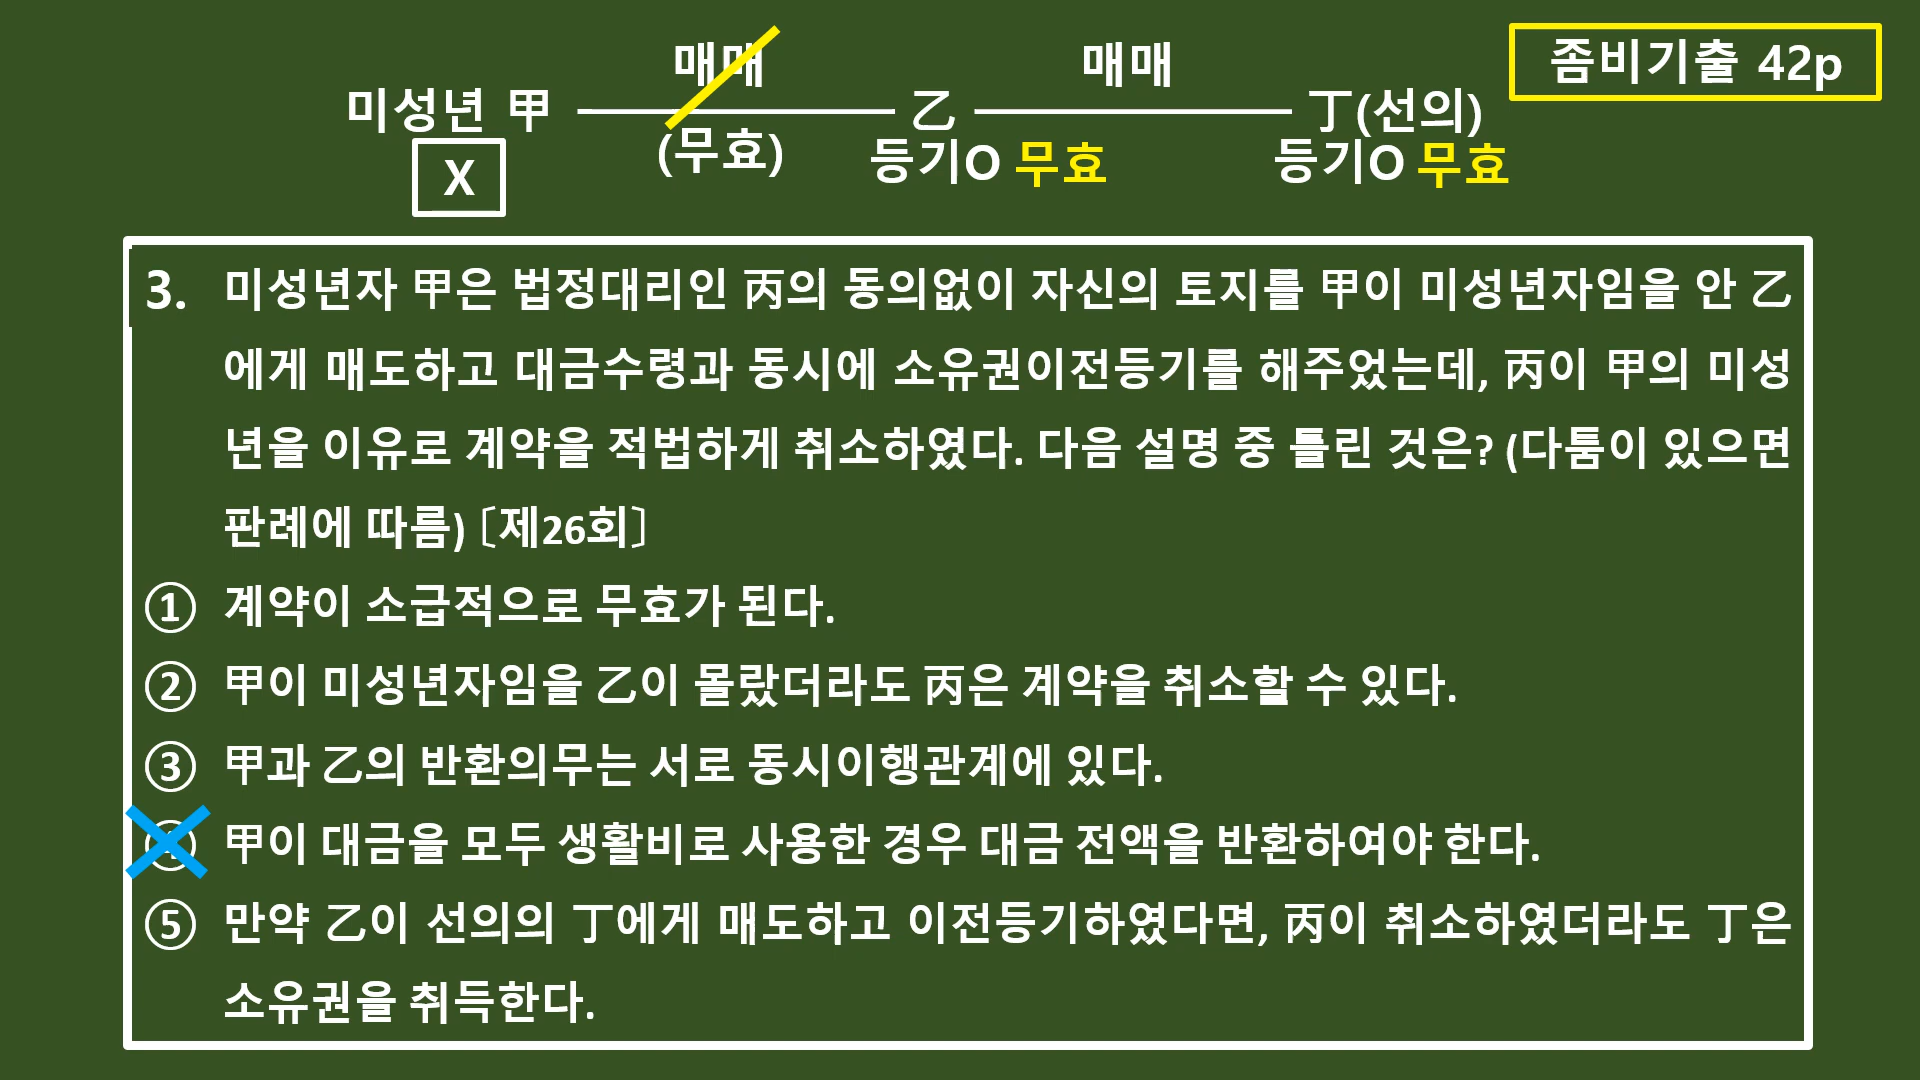 매매
매매
좀비기출 42p
미성년 甲
乙
丁(선의)
(무효)
등기O 무효
등기O 무효
X
3. 미성년자 甲은 법정대리인 丙의 동의없이 자신의 토지를 甲이 미성년자임을 안 乙
에게 매도하고 대금수령과 동시에 소유권이전등기를 해주었는데, 丙이 甲의 미성
년을 이유로 계약을 적법하게 취소하였다. 다음 설명 중 틀린 것은? (다툼이 있으면
판례에 따름)〔제26회〕
① 계약이 소급적으로 무효가 된다.
② 甲이 미성년자임을 乙이 몰랐더라도 丙은 계약을 취소할 수 있다.
③ 甲과 乙의 반환의무는 서로 동시이행관계에 있다.
④ 甲이 대금을 모두 생활비로 사용한 경우 대금 전액을 반환하여야 한다.
⑤ 만약 乙이 선의의 丁에게 매도하고 이전등기하였다면, 丙이 취소하였더라도 丁은
소유권을 취득한다.